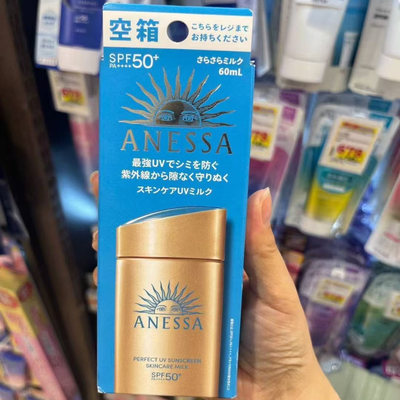 空箱
こちらをレジまで
お持ちください
SPF50+
PA++++
さらさらミルク
60mL
ANESSA
最強UVでシミを防ぐ
紫外線から隙なく守りぬく
スキンケアUVミルク
ANESSA
PERFECT UV SUNSCREEN
SKINCARE MILK
SPF50+
PA++++